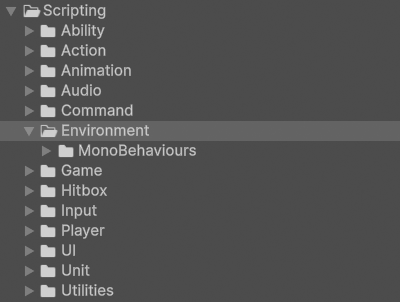 Scripting
Ability
Action
Animation
Audio
Command
Environment
MonoBehaviours
Game
Hitbox
Input
Player
UI
Unit
Utilities